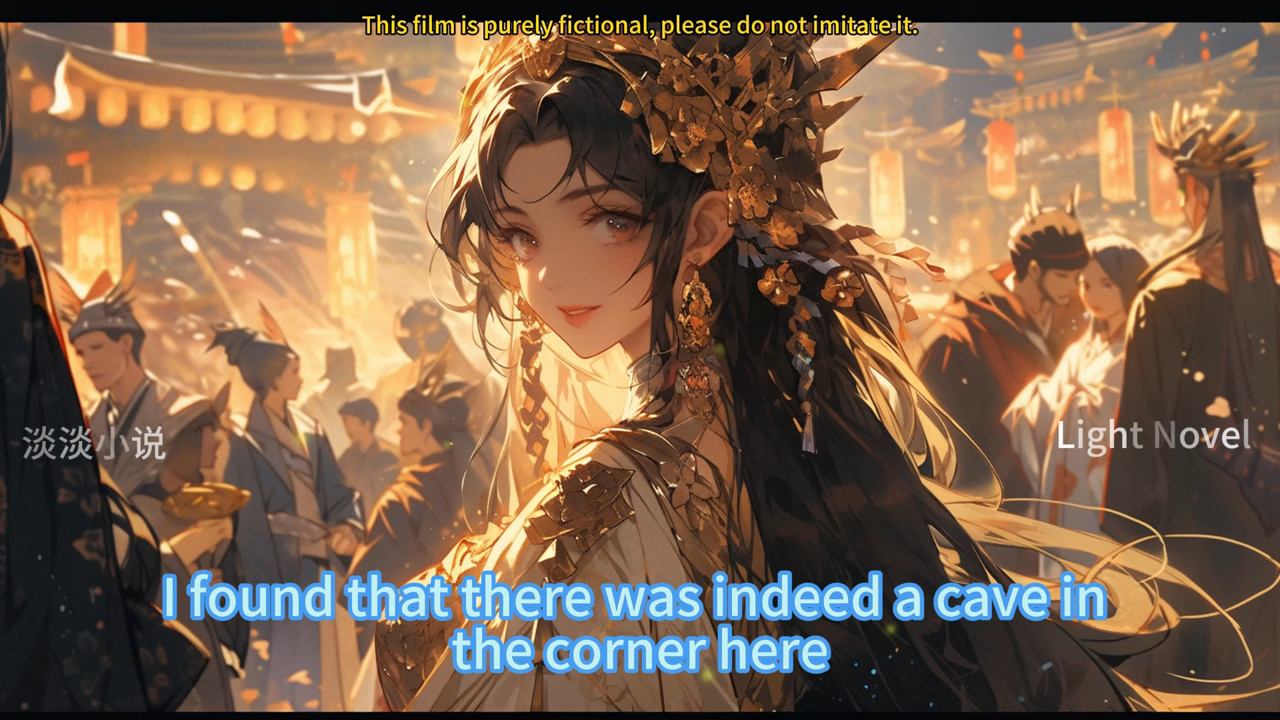 This film is purely fictional, please do not imitate it.
淡淡小说
Light Novel
I found that there was indeed a cave in
the corner here